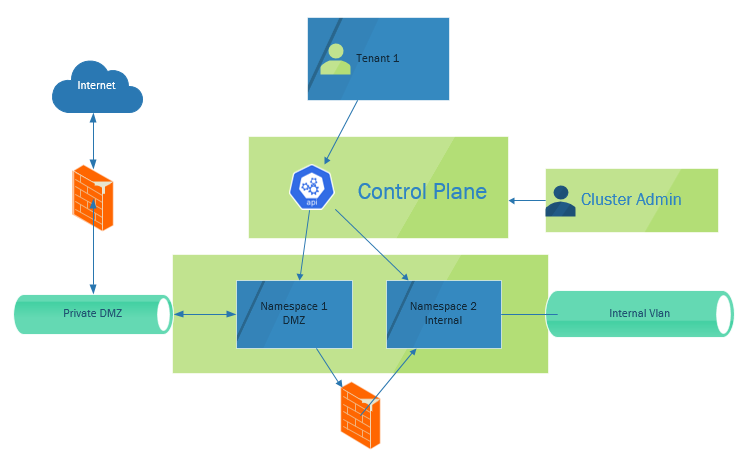 Tenant 1
Internet
api
Control Plane
Cluster Admin
Private DMZ
Namespace 1
DMZ
Namespace 2
Internal
Internal Vlan